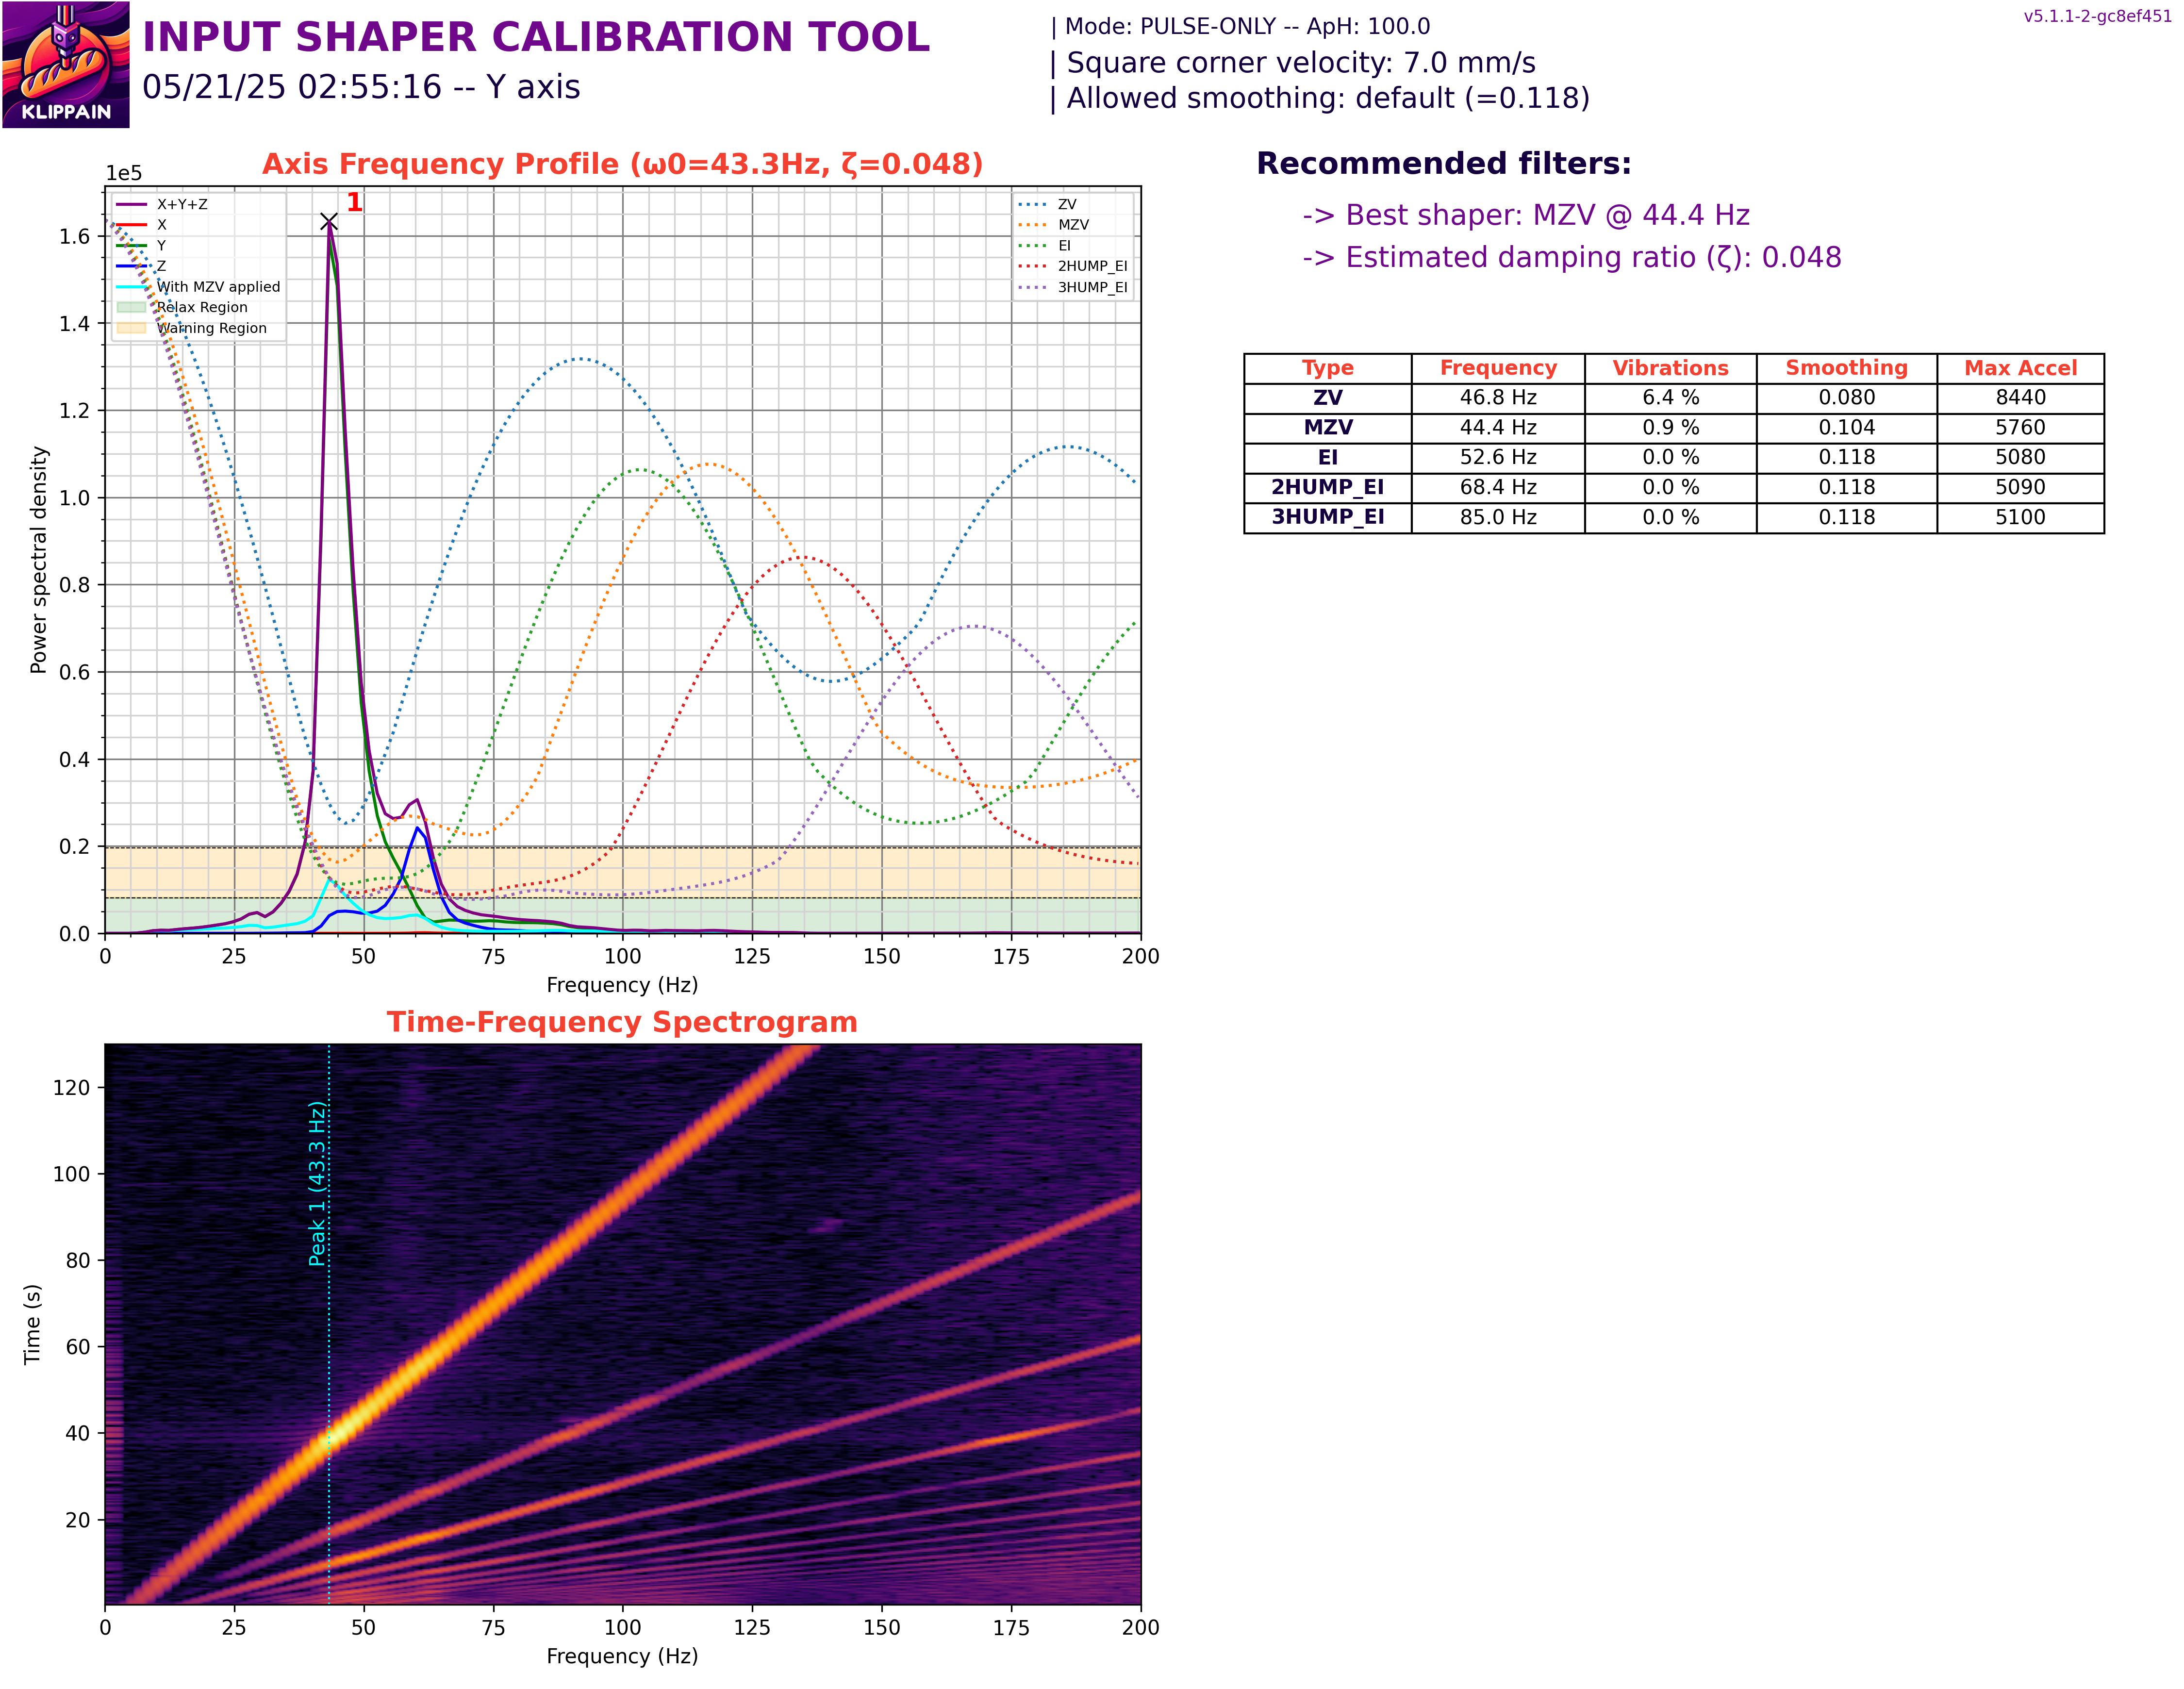 KLIPPAIN
INPUT SHAPER CALIBRATION TOOL
05/21/25 02:55:16 -- Y axis
| Mode: PULSE-ONLY -- ApH: 100.0
| Square corner velocity: 7.0 mm/s
| Allowed smoothing: default (=0.118)
v5.1.1-2-gc8ef451
Axis Frequency Profile (ω0=43.3Hz, ζ=0.048)
1e5
X+Y+Z
X
Y
Z
With MZV applied
Relax Region
Warning Region
1
ZV
MZV
EI
2HUMP_EI
3HUMP_EI
Power spectral density
1.6
1.4
1.2
1.0
0.8
0.6
0.4
0.2
0.0
0 25 50 75 100 125 150 175 200
Frequency (Hz)
Recommended filters:
-> Best shaper: MZV @ 44.4 Hz
-> Estimated damping ratio (ζ): 0.048
Type Frequency Vibrations Smoothing Max Accel
ZV 46.8 Hz 6.4 % 0.080 8440
MZV 44.4 Hz 0.9 % 0.104 5760
EI 52.6 Hz 0.0 % 0.118 5080
2HUMP_EI 68.4 Hz 0.0 % 0.118 5090
3HUMP_EI 85.0 Hz 0.0 % 0.118 5100
Time-Frequency Spectrogram
Time (s)
120
100
80
60
40
20
Peak 1 (43.3 Hz)
0 25 50 75 100 125 150 175 200
Frequency (Hz)